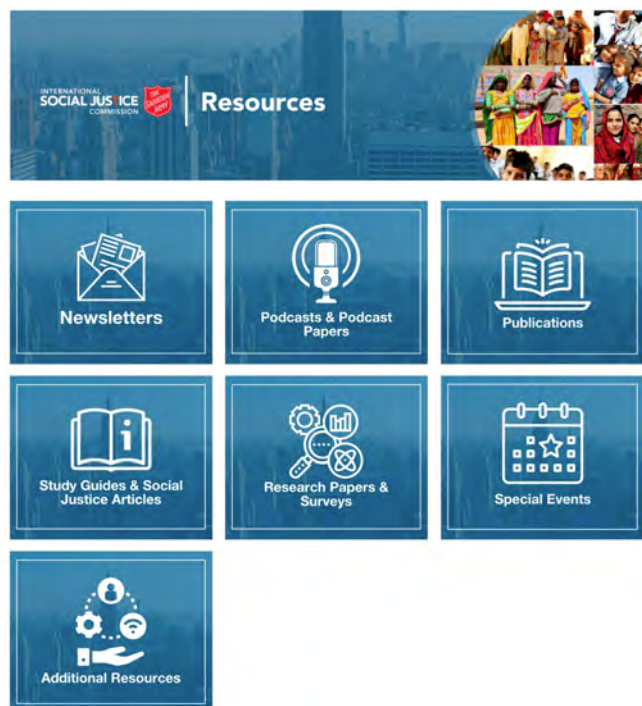 INTERNATIONAL
SOCIAL JUSTICE
COMMISSION
THE
SALVATION
ARMY
Resources
Newsletters
Podcasts & Podcast
Papers
Publications
Study Guides & Social
Justice Articles
Research Papers &
Surveys
Special Events
Additional Resources